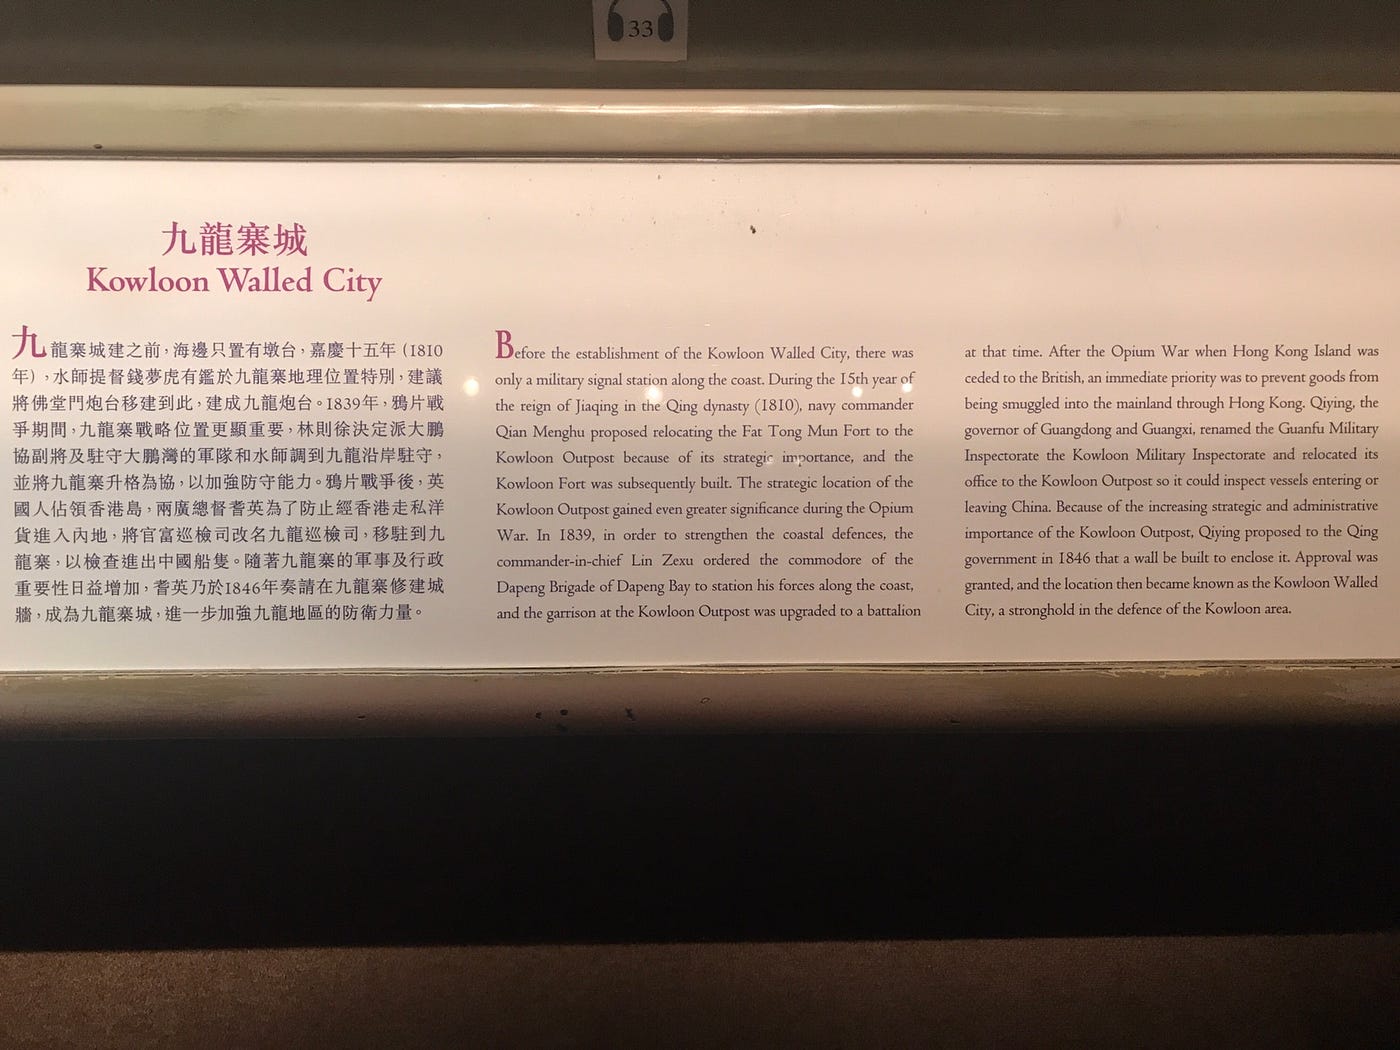 33
九龍寨城
Kowloon Walled City
九龍寨城建之前，海邊只置有墩台，嘉慶十五年（1810
年），水師提督錢夢虎有鑑於九龍寨地理位置特別，建議
將佛堂門炮台移建到此，建成九龍炮台。1839年，鴉片戰
爭期間，九龍寨戰略位置更顯重要，林則徐決定派大鵬
協副將及駐守大鵬灣的軍隊和水師調到九龍沿岸駐守，
並將九龍寨升格為協，以加強防守能力。鴉片戰爭後，英
國人佔領香港島，兩廣總督耆英為了防止經香港走私洋
貨進入內地，將官富巡檢司改名九龍巡檢司，移駐到九
龍寨，以檢查進出中國船隻。隨著九龍寨的軍事及行政
重要性日益增加，耆英乃於1846年奏請在九龍寨修建城
牆，成為九龍寨城，進一步加強九龍地區的防衛力量。
Before the establishment of the Kowloon Walled City, there was
only a military signal station along the coast. During the 15th year of
the reign of Jiaqing in the Qing dynasty (1810), navy commander
Qian Menghu proposed relocating the Fat Tong Mun Fort to the
Kowloon Outpost because of its strategic importance, and the
Kowloon Fort was subsequently built. The strategic location of the
Kowloon Outpost gained even greater significance during the Opium
War. In 1839, in order to strengthen the coastal defences, the
commander-in-chief Lin Zexu ordered the commodore of the
Dapeng Brigade of Dapeng Bay to station his forces along the coast,
and the garrison at the Kowloon Outpost was upgraded to a battalion
at that time. After the Opium War when Hong Kong Island was
ceded to the British, an immediate priority was to prevent goods from
being smuggled into the mainland through Hong Kong. Qiying, the
governor of Guangdong and Guangxi, renamed the Guanfu Military
Inspectorate the Kowloon Military Inspectorate and relocated its
office to the Kowloon Outpost so it could inspect vessels entering or
leaving China. Because of the increasing strategic and administrative
importance of the Kowloon Outpost, Qiying proposed to the Qing
government in 1846 that a wall be built to enclose it. Approval was
granted, and the location then became known as the Kowloon Walled
City, a stronghold in the defence of the Kowloon area.